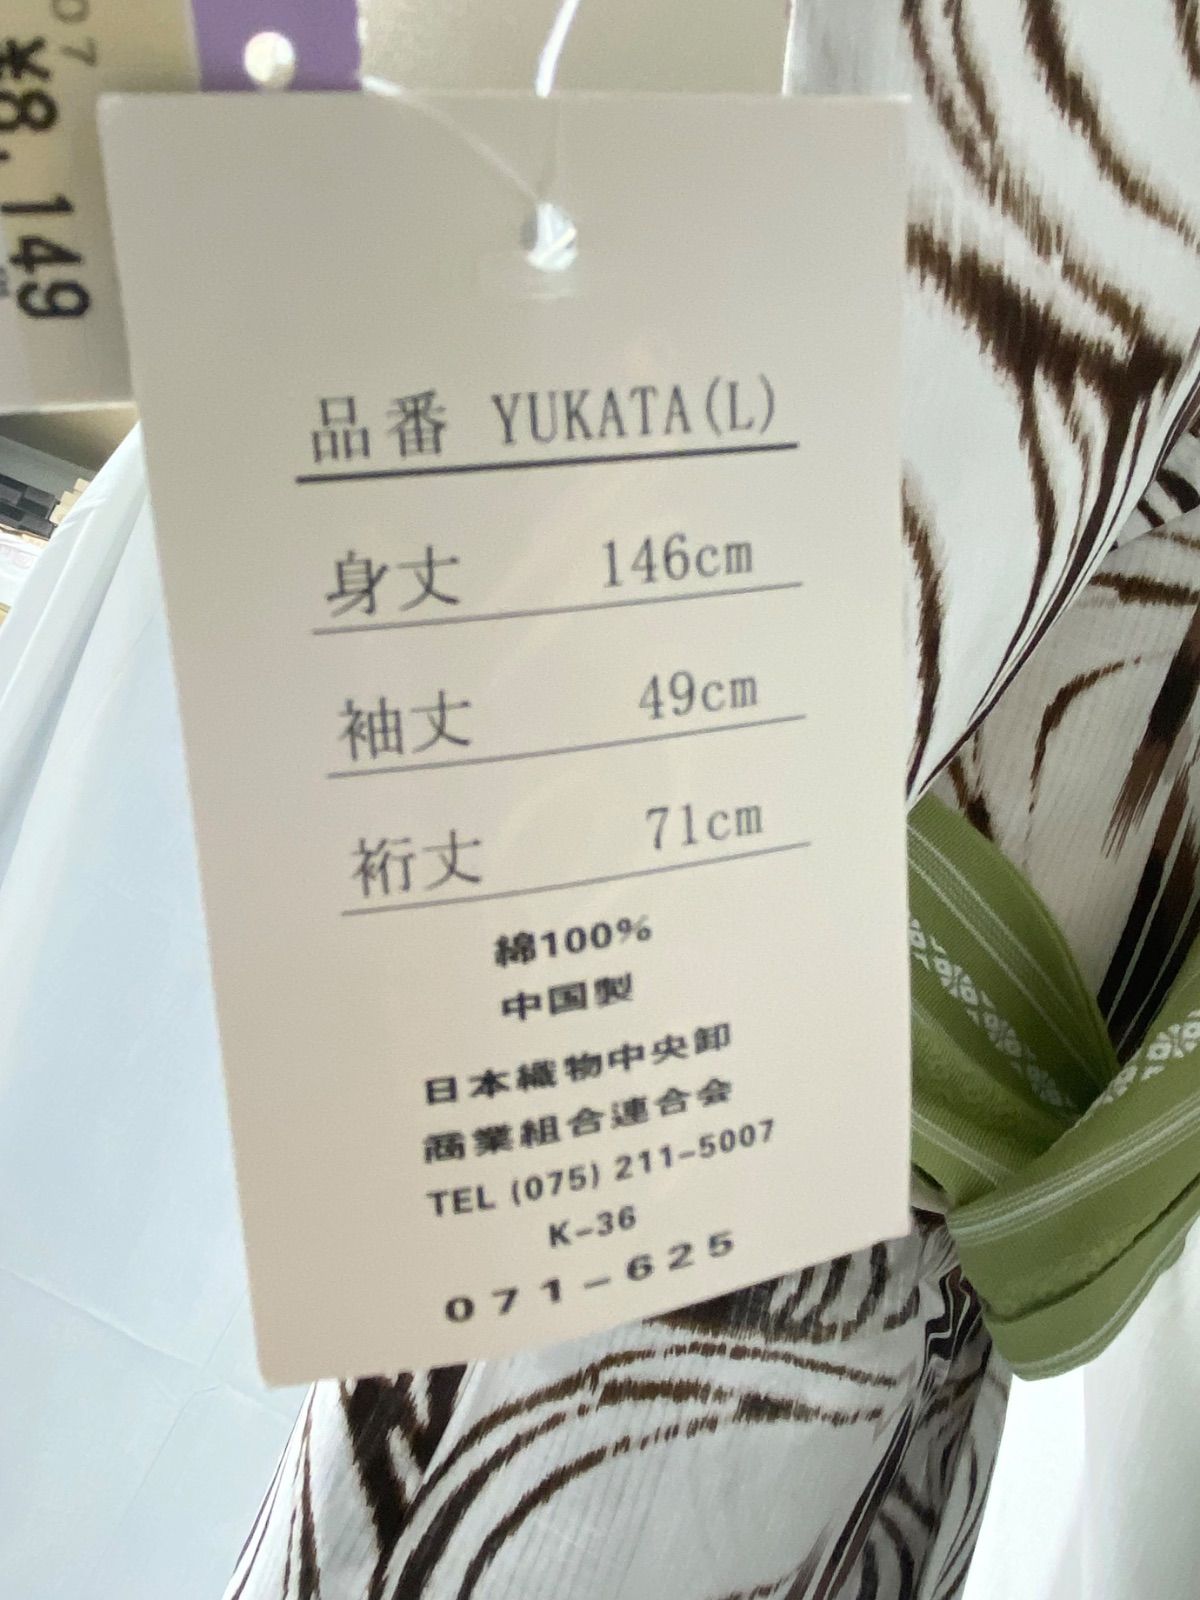 07
¥8,149
品番 YUKATA(L)
身丈 146cm
袖丈 49cm
裄丈 71cm
綿100%
中国製
日本織物中央卸
商業組合連合会
TEL (075) 211-5007
K-36
071-625